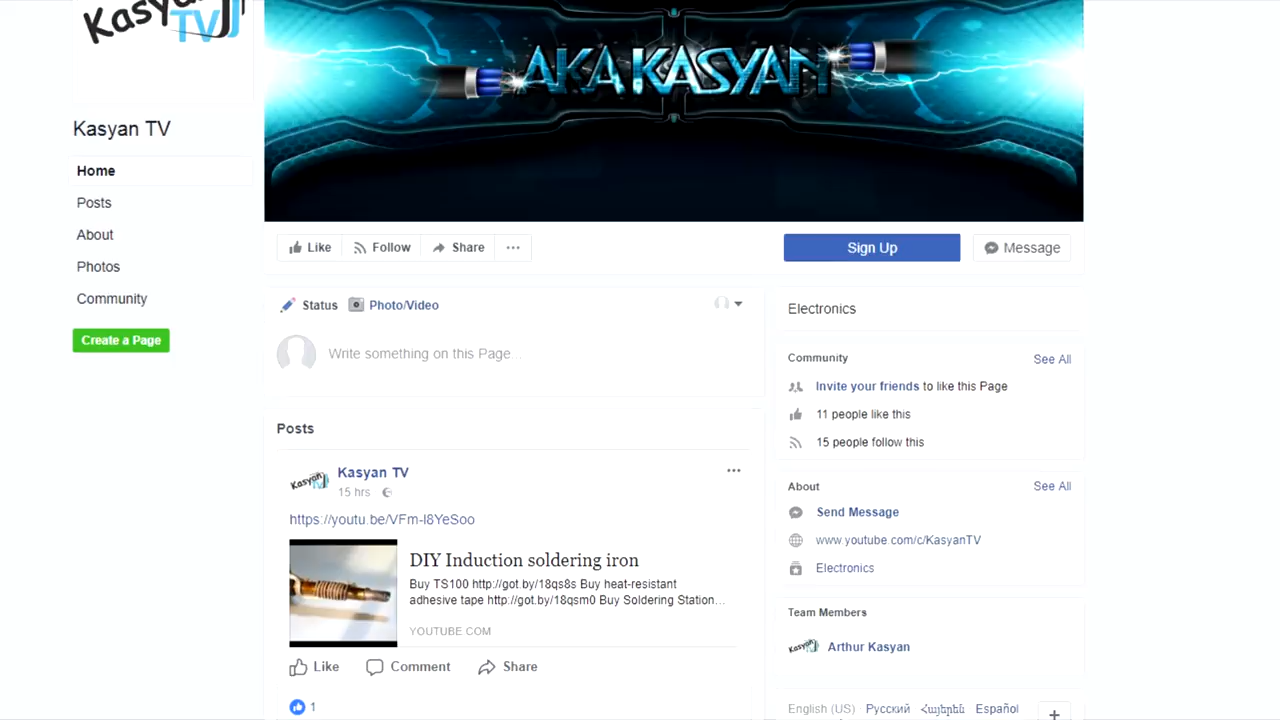 Kasyan
TV
AKA KASYAN
Kasyan TV
Home
Posts
About
Photos
Community
Create a Page
Like
Follow
Share
Sign Up
Message
Status
Photo/Video
Write something on this Page...
Posts
Kasyan TV
15 hrs
https://youtu.be/VFm-I8YeSoo
DIY Induction soldering iron
Buy TS100 http://got.by/18qs8s Buy heat-resistant
adhesive tape http://got.by/18qsm0 Buy Soldering Station...
YOUTUBE.COM
Like
Comment
Share
1
Electronics
Community
See All
Invite your friends to like this Page
11 people like this
15 people follow this
About
See All
Send Message
www.youtube.com/c/KasyanTV
Electronics
Team Members
Kasyan TV
Arthur Kasyan
English (US) · Русский · Հայերեն · Español